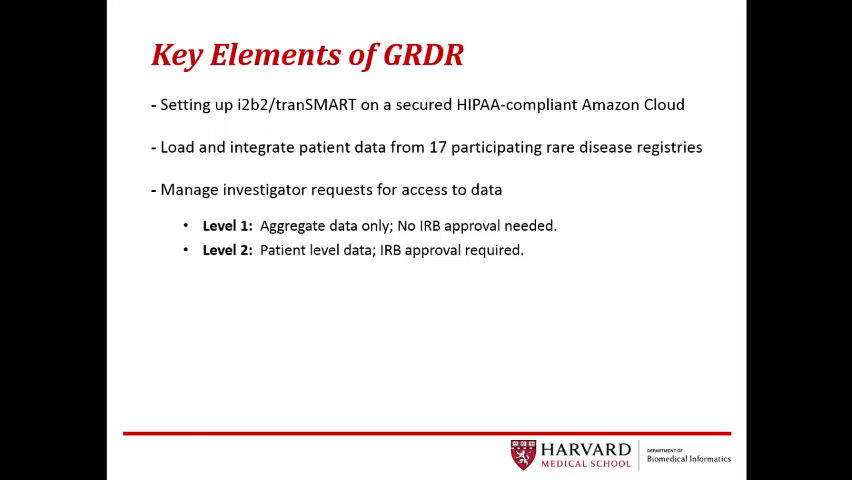 Key Elements of GRDR
- Setting up i2b2/tranSMART on a secured HIPAA-compliant Amazon Cloud
- Load and integrate patient data from 17 participating rare disease registries
- Manage investigator requests for access to data
• Level 1: Aggregate data only; No IRB approval needed.
• Level 2: Patient level data; IRB approval required.
HARVARD
MEDICAL SCHOOL
DEPARTMENT OF
Biomedical Informatics